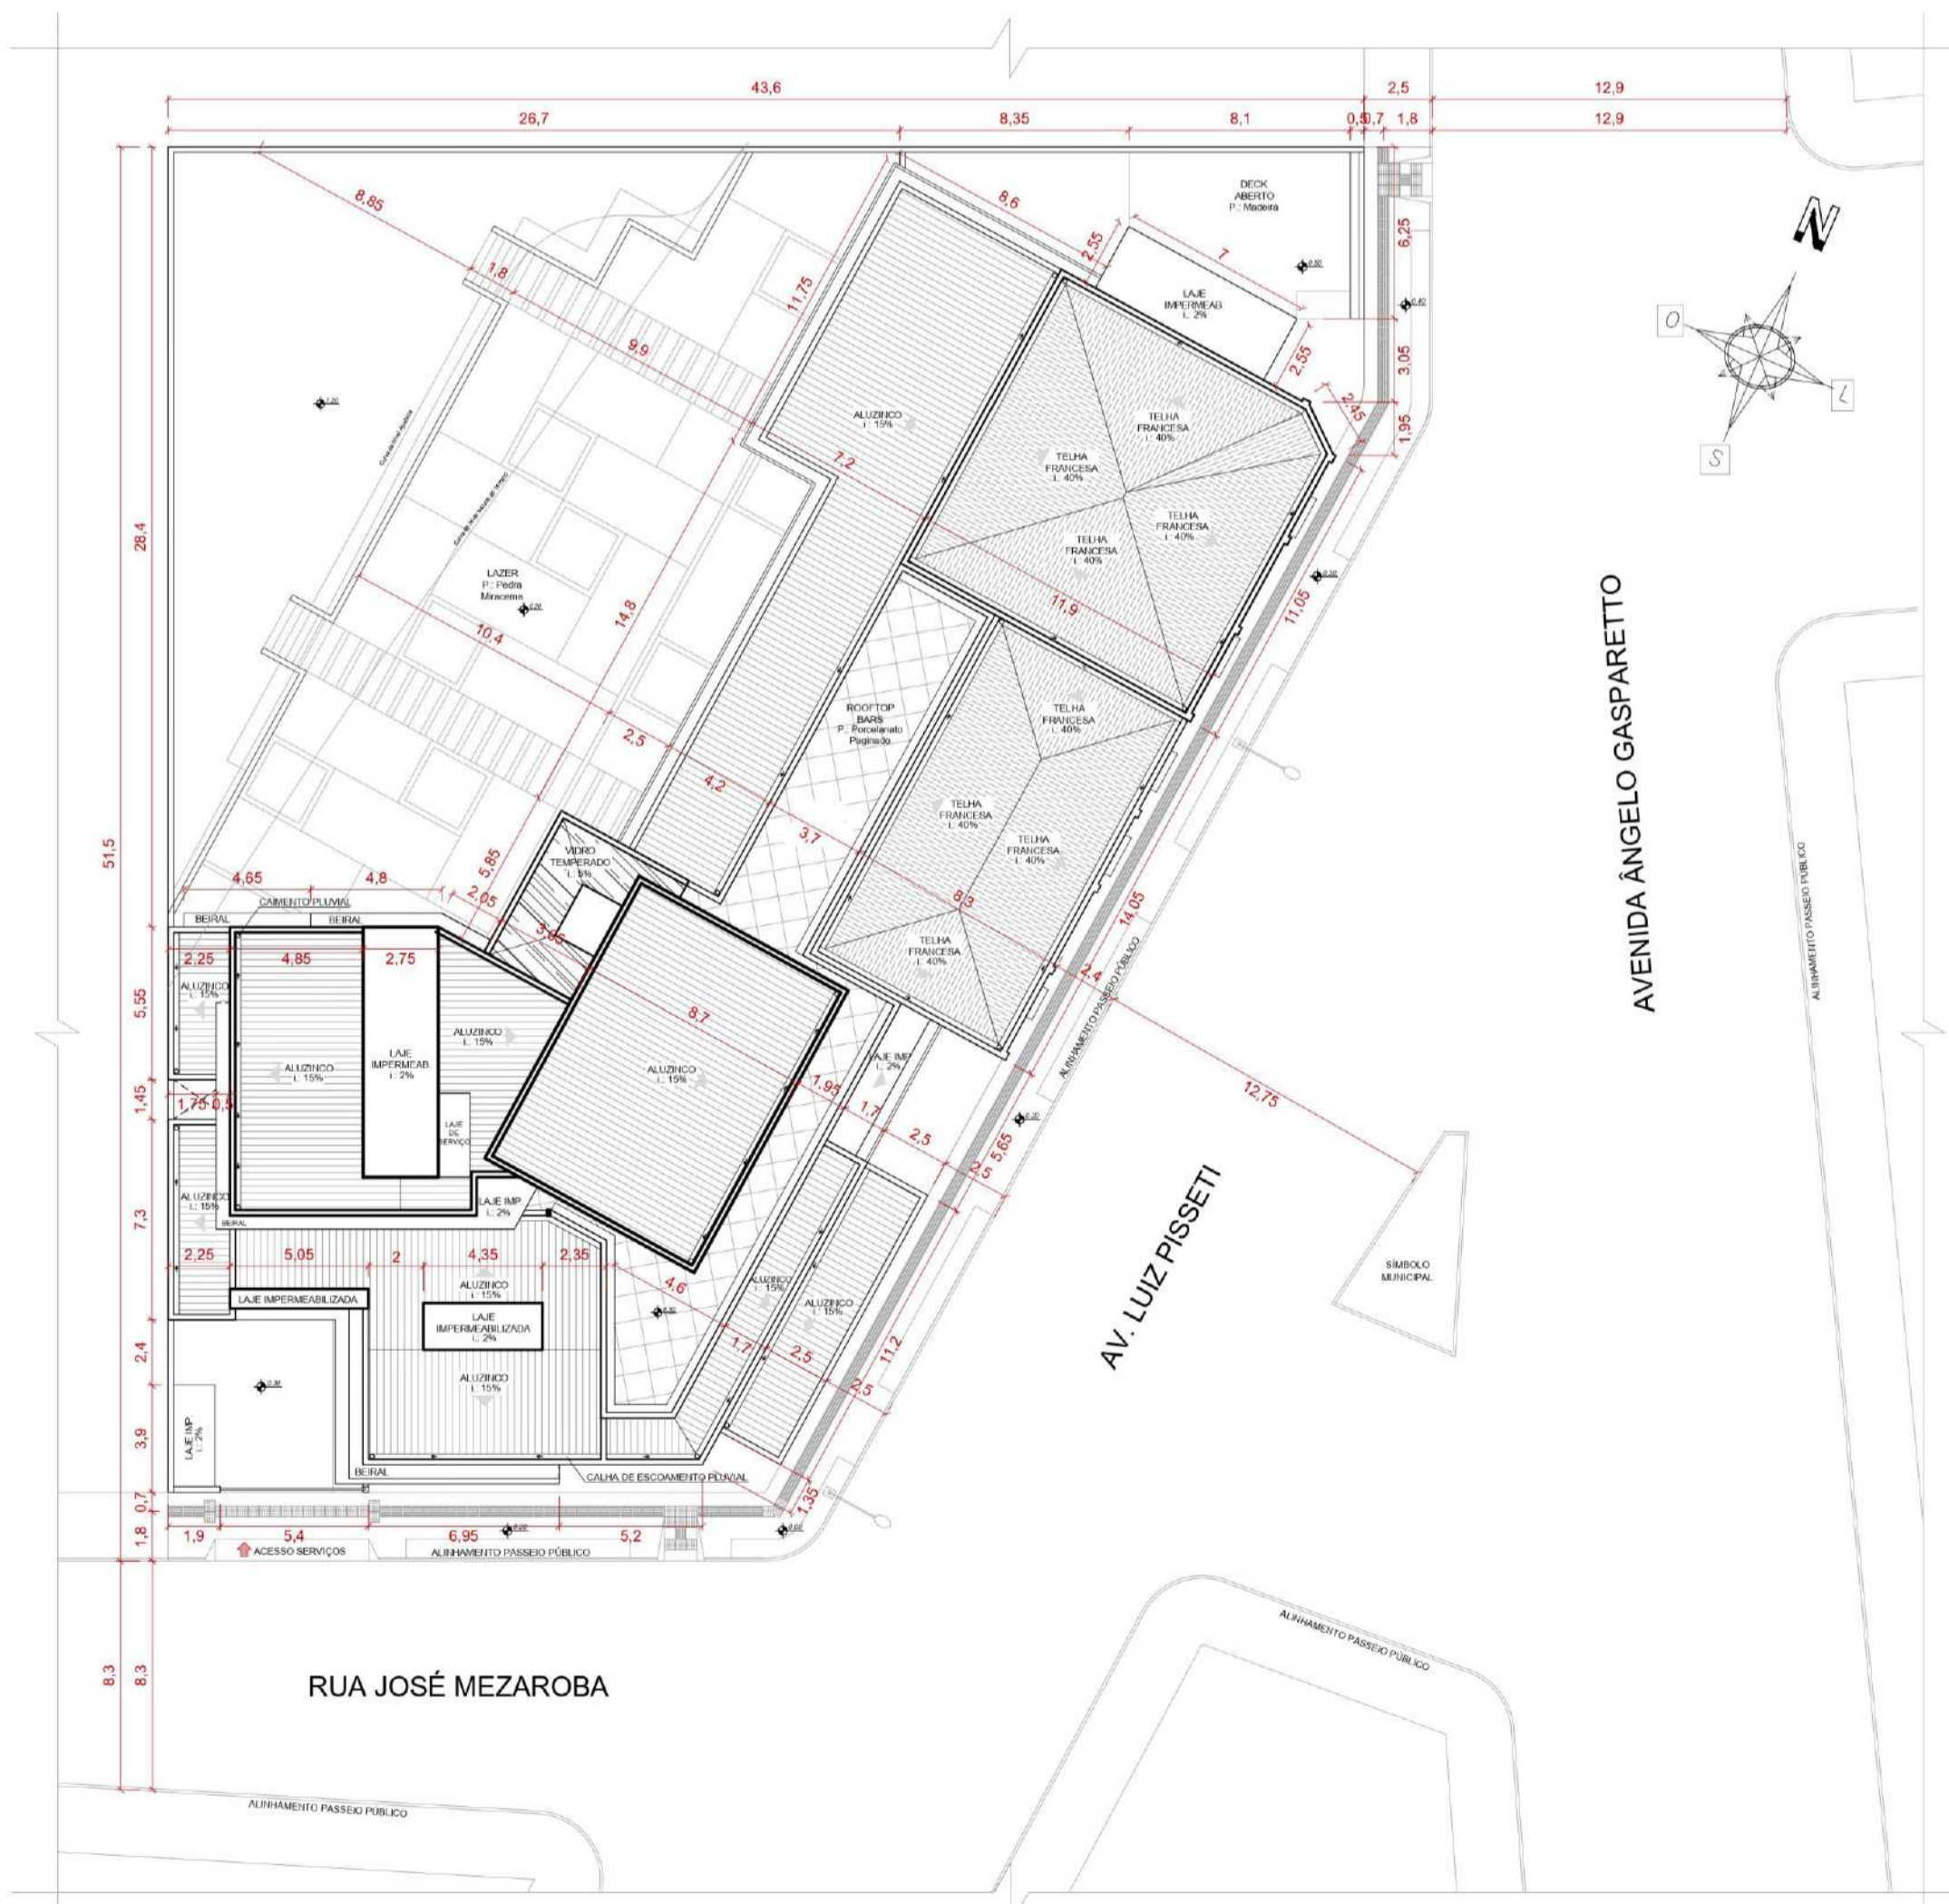 43,6
2,5
12,9
26,7
8,35
8,1
0,5
0,7
1,8
12,9
8,85
8,6
DECK
ABERTO
P.: Madeira
N
2,55
7
6,25
0.50
1,8
11,75
LAJE
IMPERMEAB.
i.: 2%
O
L
S
9,9
2,55
3,05
1.20
ALUZINCO
i.: 15%
TELHA
FRANCESA
i.: 40%
2,45
1,95
7,2
TELHA
FRANCESA
i.: 40%
TELHA
FRANCESA
i.: 40%
TELHA
FRANCESA
i.: 40%
28,4
LAZER
P.: Pedra
Miracema
0.20
10,4
14,8
11,9
11,05
AVENIDA ÂNGELO GASPARETTO
ROOFTOP
BARS
P.: Porcelanato
Paginado
TELHA
FRANCESA
i.: 40%
2,5
4,2
3,7
TELHA
FRANCESA
i.: 40%
TELHA
FRANCESA
i.: 40%
51,5
VIDRO
TEMPERADO
i.: 5%
5,85
4,65
4,8
2,05
8,3
14,05
ALINHAMENTO PASSEIO PÚBLICO
CAIMENTO PLUVIAL
BEIRAL
BEIRAL
TELHA
FRANCESA
i.: 40%
2,25
4,85
2,75
2,4
ALINHAMENTO PASSEIO PÚBLICO
ALUZINCO
i.: 15%
5,55
8,7
ALUZINCO
i.: 15%
LAJE
IMPERMEAB.
i.: 2%
ALUZINCO
i.: 15%
ALUZINCO
i.: 15%
LAJE IMP
i.: 2%
1,45
1,75
0,5
1,95
1,7
12,75
LAJE
DE
SERVIÇO
2,5
5,65
2,5
ALUZINCO
i.: 15%
LAJE IMP
i.: 2%
7,3
BEIRAL
AV. LUIZ PISSETI
2,25
5,05
2
4,35
2,35
4,6
SÍMBOLO
MUNICIPAL
ALUZINCO
i.: 15%
ALUZINCO
i.: 15%
ALUZINCO
i.: 15%
LAJE IMPERMEABILIZADA
LAJE
IMPERMEABILIZADA
i.: 2%
2,4
1,7
2,5
11,2
2,5
ALUZINCO
i.: 15%
LAJE IMP
i.: 2%
3,9
BEIRAL
CALHA DE ESCOAMENTO PLUVIAL
0,7
1,35
1,8
1,9
5,4
6,95
5,2
ACESSO SERVIÇOS
ALINHAMENTO PASSEIO PÚBLICO
ALINHAMENTO PASSEIO PÚBLICO
8,3
8,3
RUA JOSÉ MEZAROBA
ALINHAMENTO PASSEIO PÚBLICO